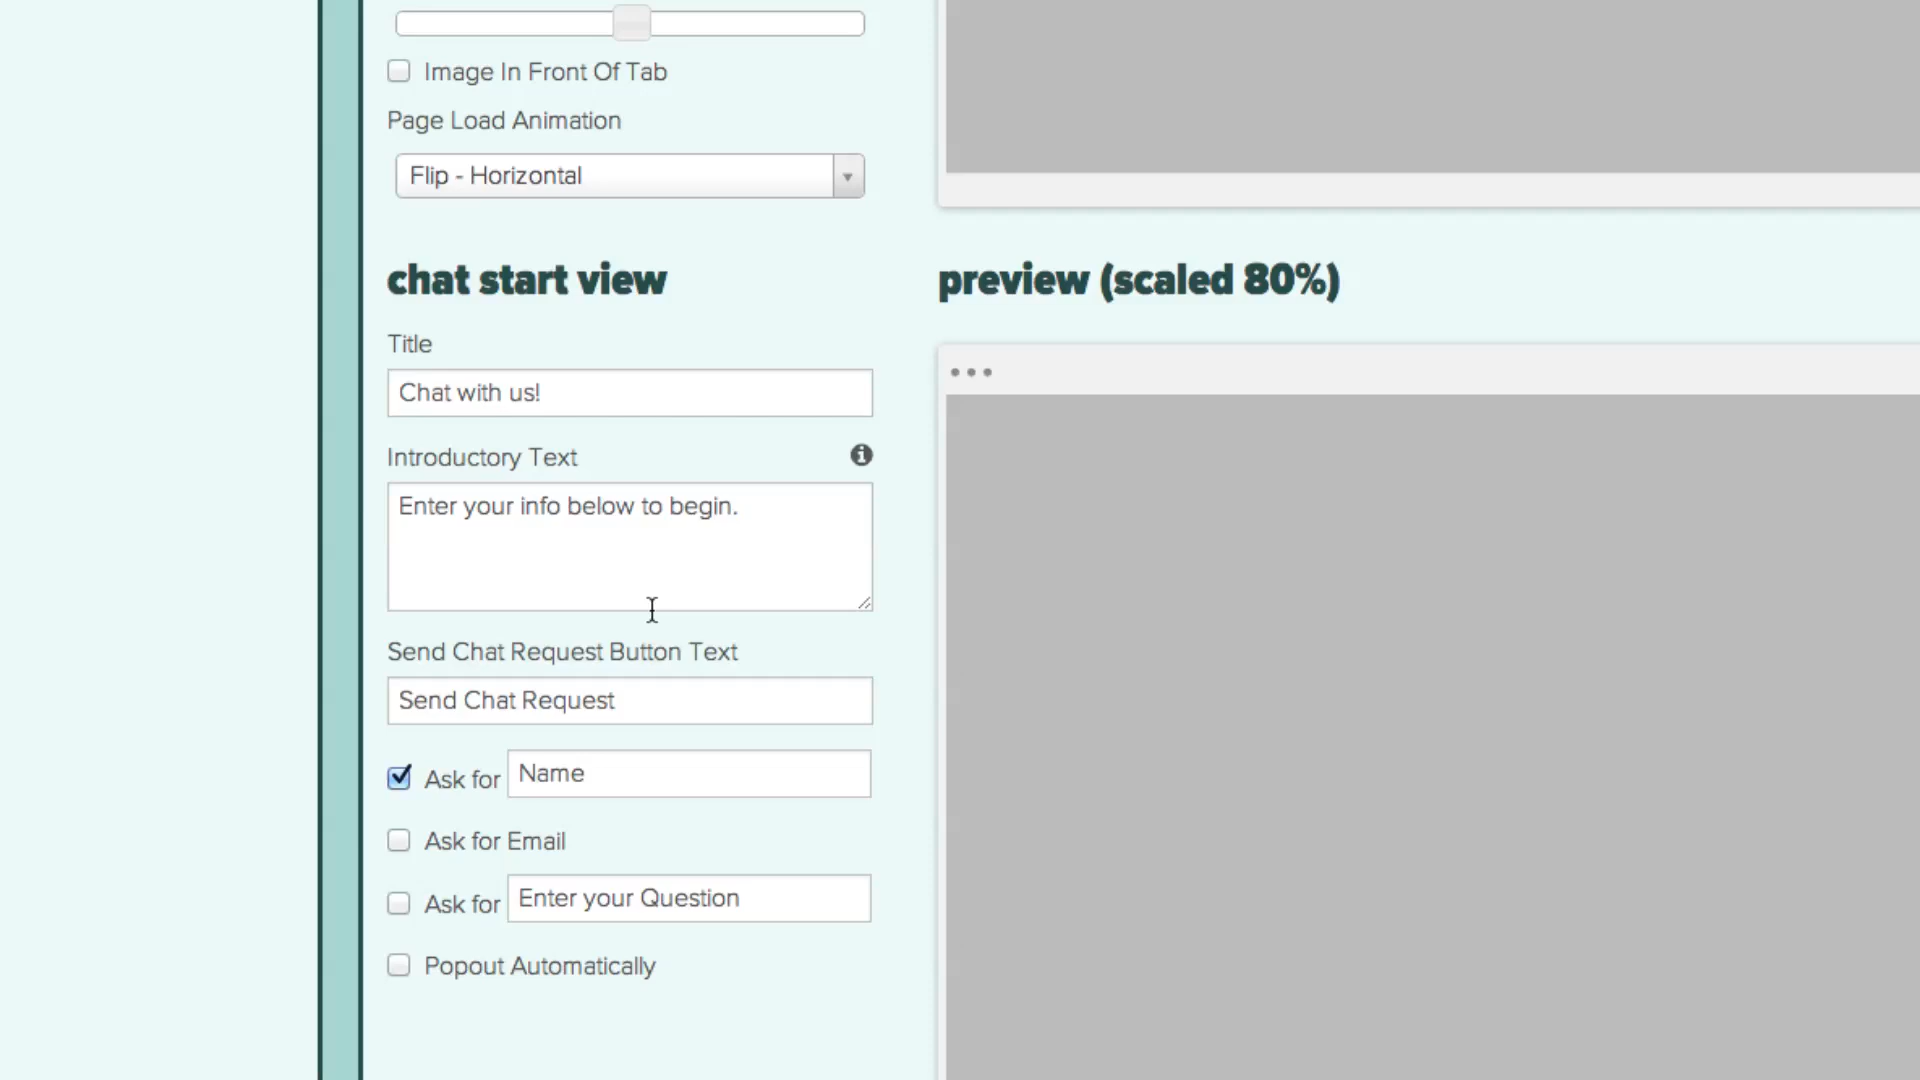 Image In Front Of Tab
Page Load Animation
Flip - Horizontal
chat start view
preview (scaled 80%)
Title
Chat with us!
Introductory Text
Enter your info below to begin.
Send Chat Request Button Text
Send Chat Request
Ask for Name
Ask for Email
Ask for Enter your Question
Popout Automatically